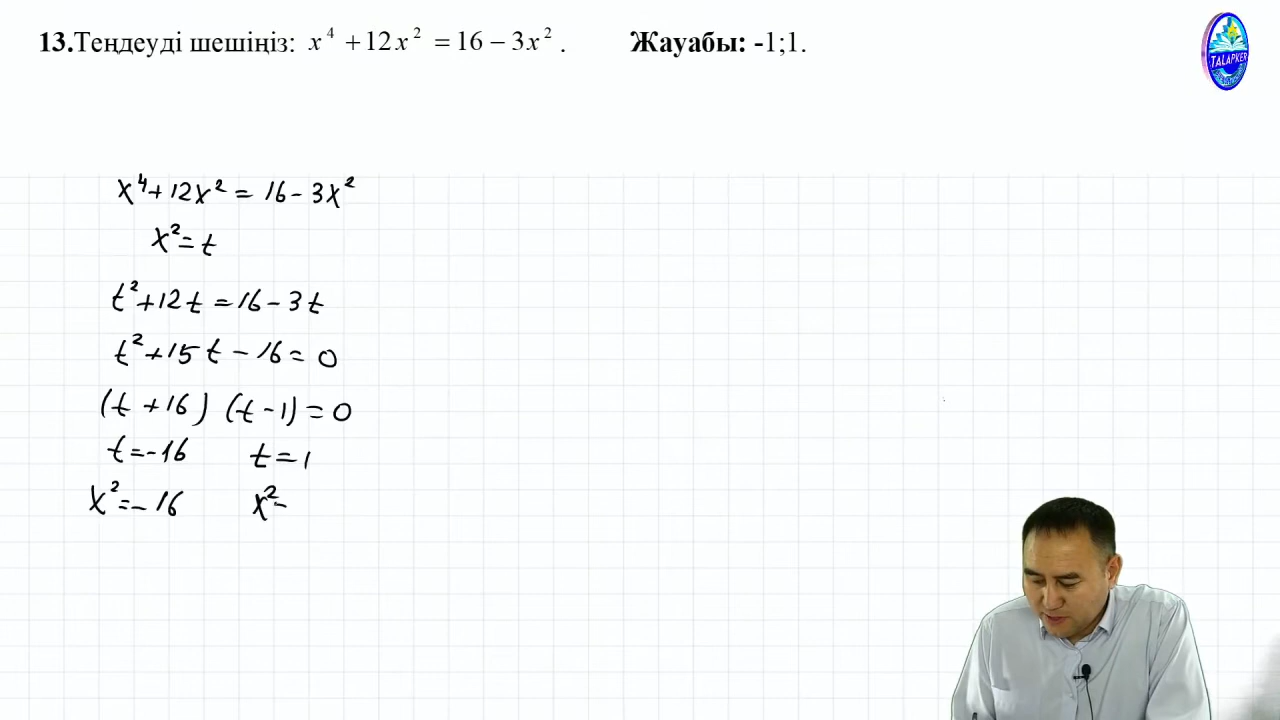 13.Теңдеуді шешіңіз: x⁴ + 12x² = 16 − 3x² . Жауабы: -1;1.
TALAPKER
x⁴+12x² = 16 - 3x²
x² = t
t² + 12t = 16 - 3t
t² + 15t - 16 = 0
(t + 16) (t - 1) = 0
t = -16 t = 1
x² = - 16 x² -